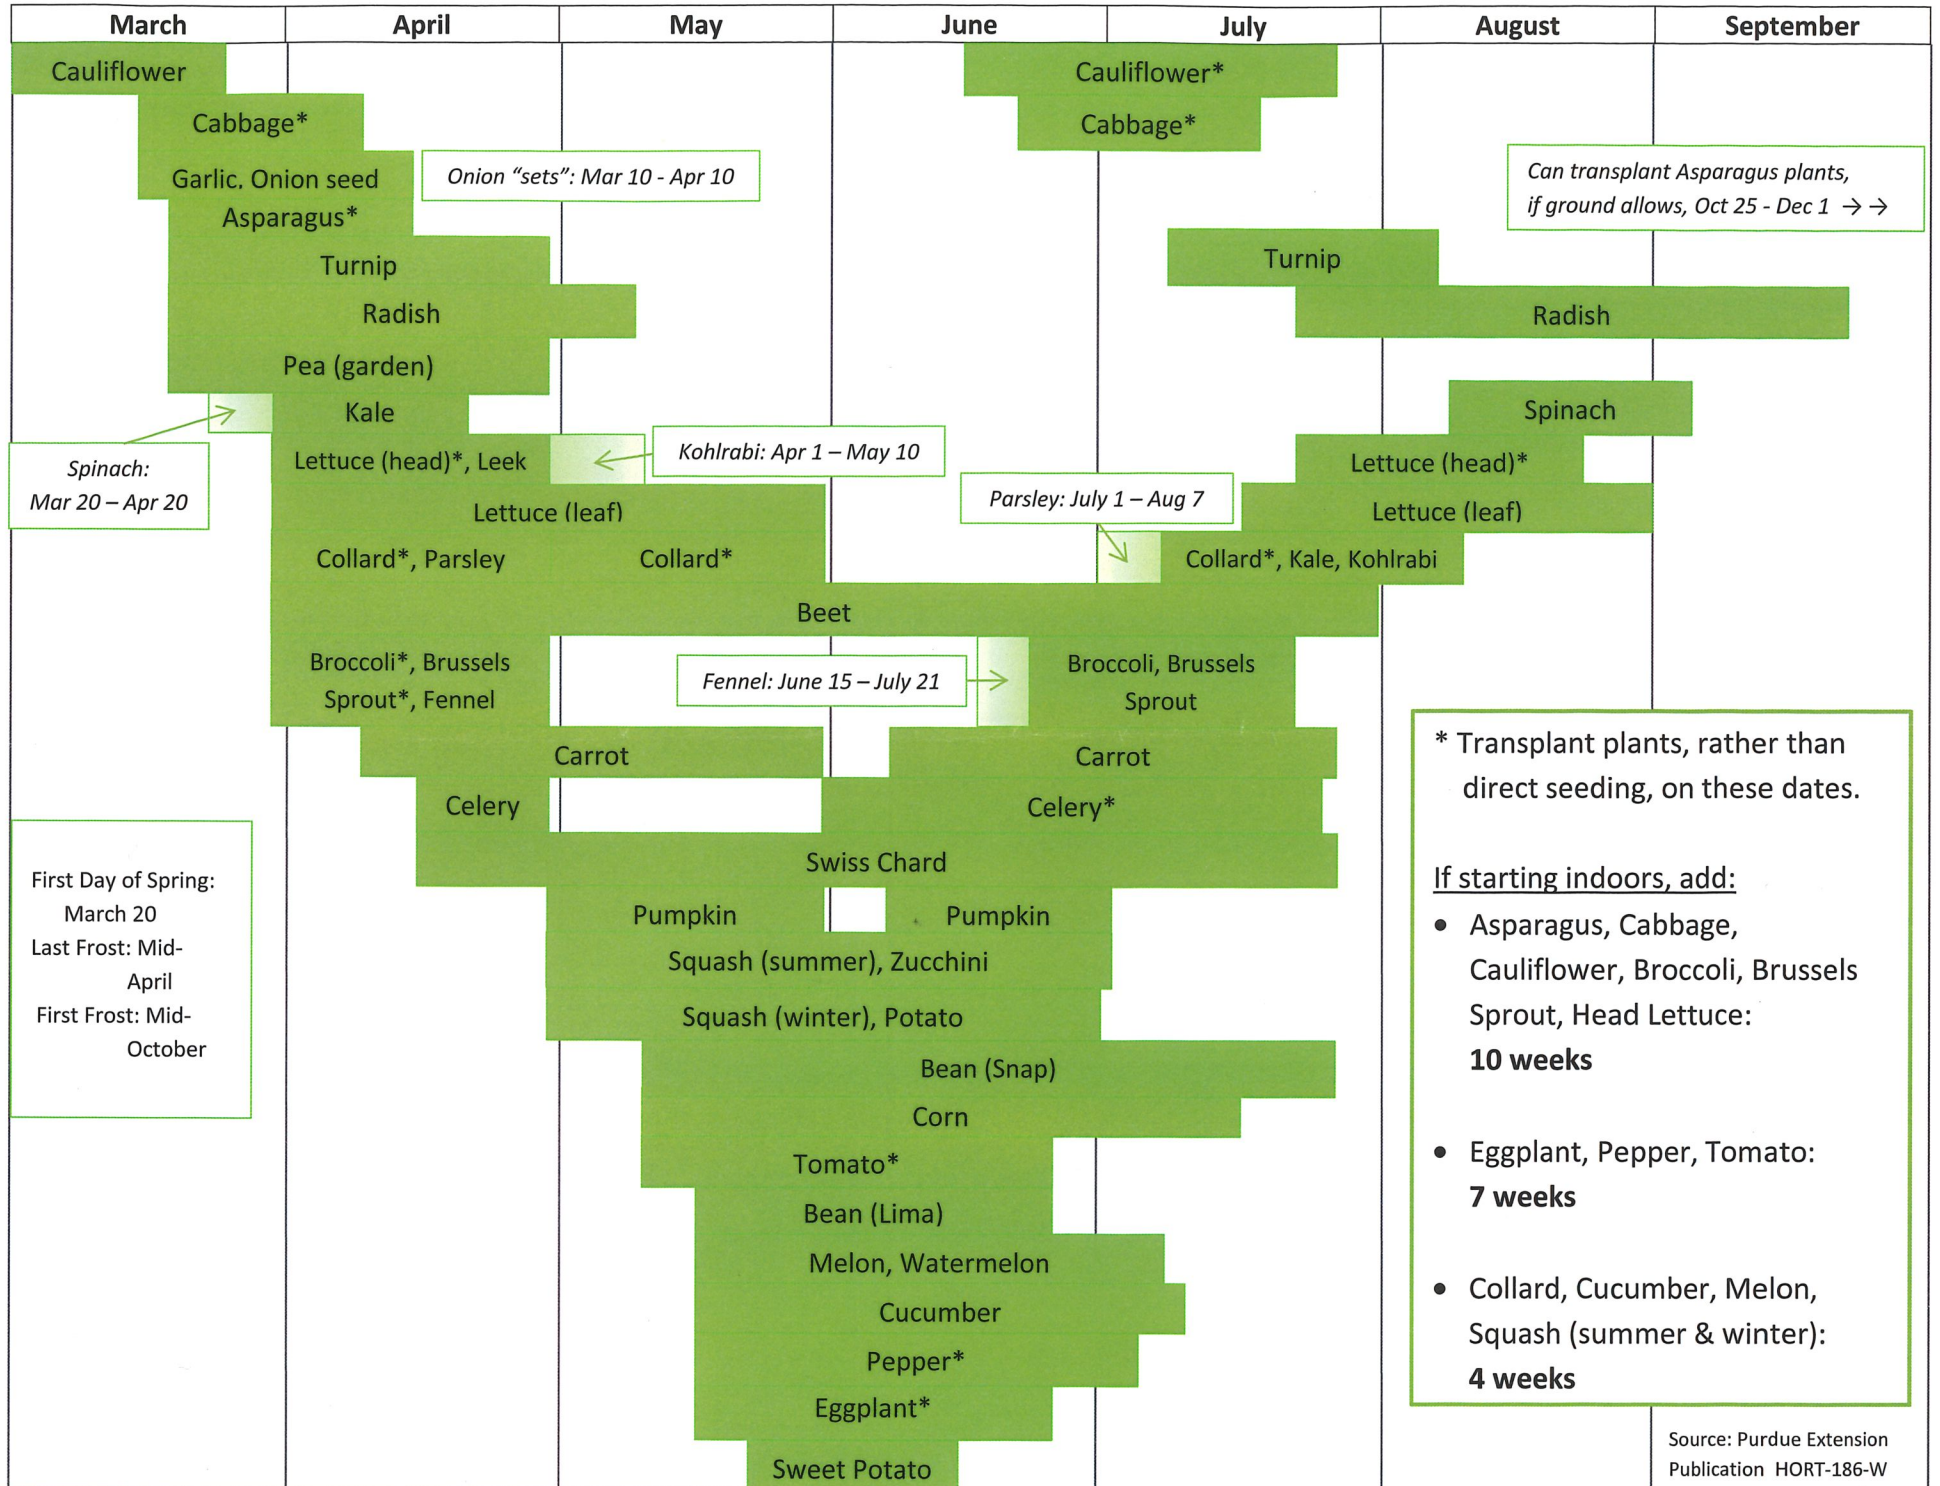 March April May June July August September
Cauliflower
Cauliflower*
Cabbage*
Cabbage*
Garlic. Onion seed
Onion “sets”: Mar 10 - Apr 10
Can transplant Asparagus plants,
if ground allows, Oct 25 - Dec 1 → →
Asparagus*
Turnip
Turnip
Radish
Radish
Pea (garden)
Kale
Spinach
Spinach:
Mar 20 – Apr 20
Lettuce (head)*, Leek
Kohlrabi: Apr 1 – May 10
Lettuce (head)*
Parsley: July 1 – Aug 7
Lettuce (leaf)
Lettuce (leaf)
Collard*, Parsley
Collard*
Collard*, Kale, Kohlrabi
Beet
Broccoli*, Brussels
Sprout*, Fennel
Fennel: June 15 – July 21
Broccoli, Brussels
Sprout
Carrot
Carrot
Celery
Celery*
Swiss Chard
Pumpkin
Pumpkin
Squash (summer), Zucchini
Squash (winter), Potato
Bean (Snap)
Corn
Tomato*
Bean (Lima)
Melon, Watermelon
Cucumber
Pepper*
Eggplant*
Sweet Potato
First Day of Spring:
March 20
Last Frost: Mid-
April
First Frost: Mid-
October
* Transplant plants, rather than
direct seeding, on these dates.
If starting indoors, add:
• Asparagus, Cabbage,
Cauliflower, Broccoli, Brussels
Sprout, Head Lettuce:
10 weeks
• Eggplant, Pepper, Tomato:
7 weeks
• Collard, Cucumber, Melon,
Squash (summer & winter):
4 weeks
Source: Purdue Extension
Publication HORT-186-W